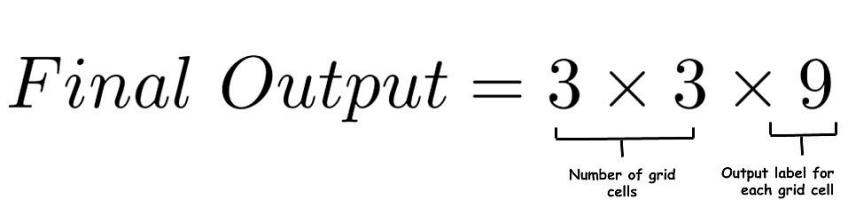 Final Output = 3 × 3 × 9
Number of grid
cells
Output label for
each grid cell